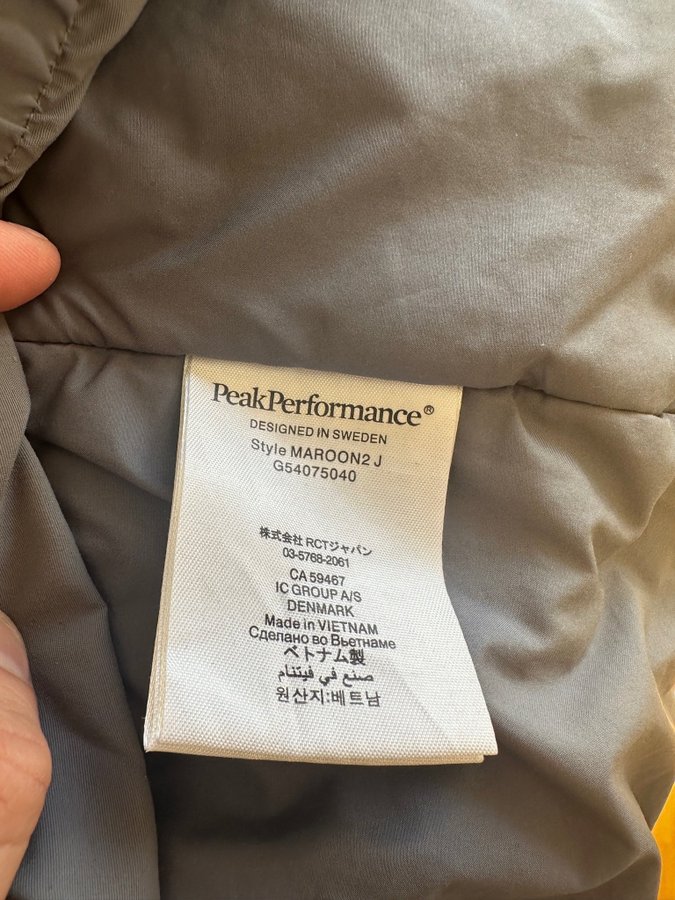 PeakPerformance®
DESIGNED IN SWEDEN
Style MAROON2 J
G54075040
株式会社 RCTジャパン
03-5768-2061
CA 59467
IC GROUP A/S
DENMARK
Made in VIETNAM
Сделано во Вьетнаме
ベトナム製
صنع في فيتنام
원산지:베트남